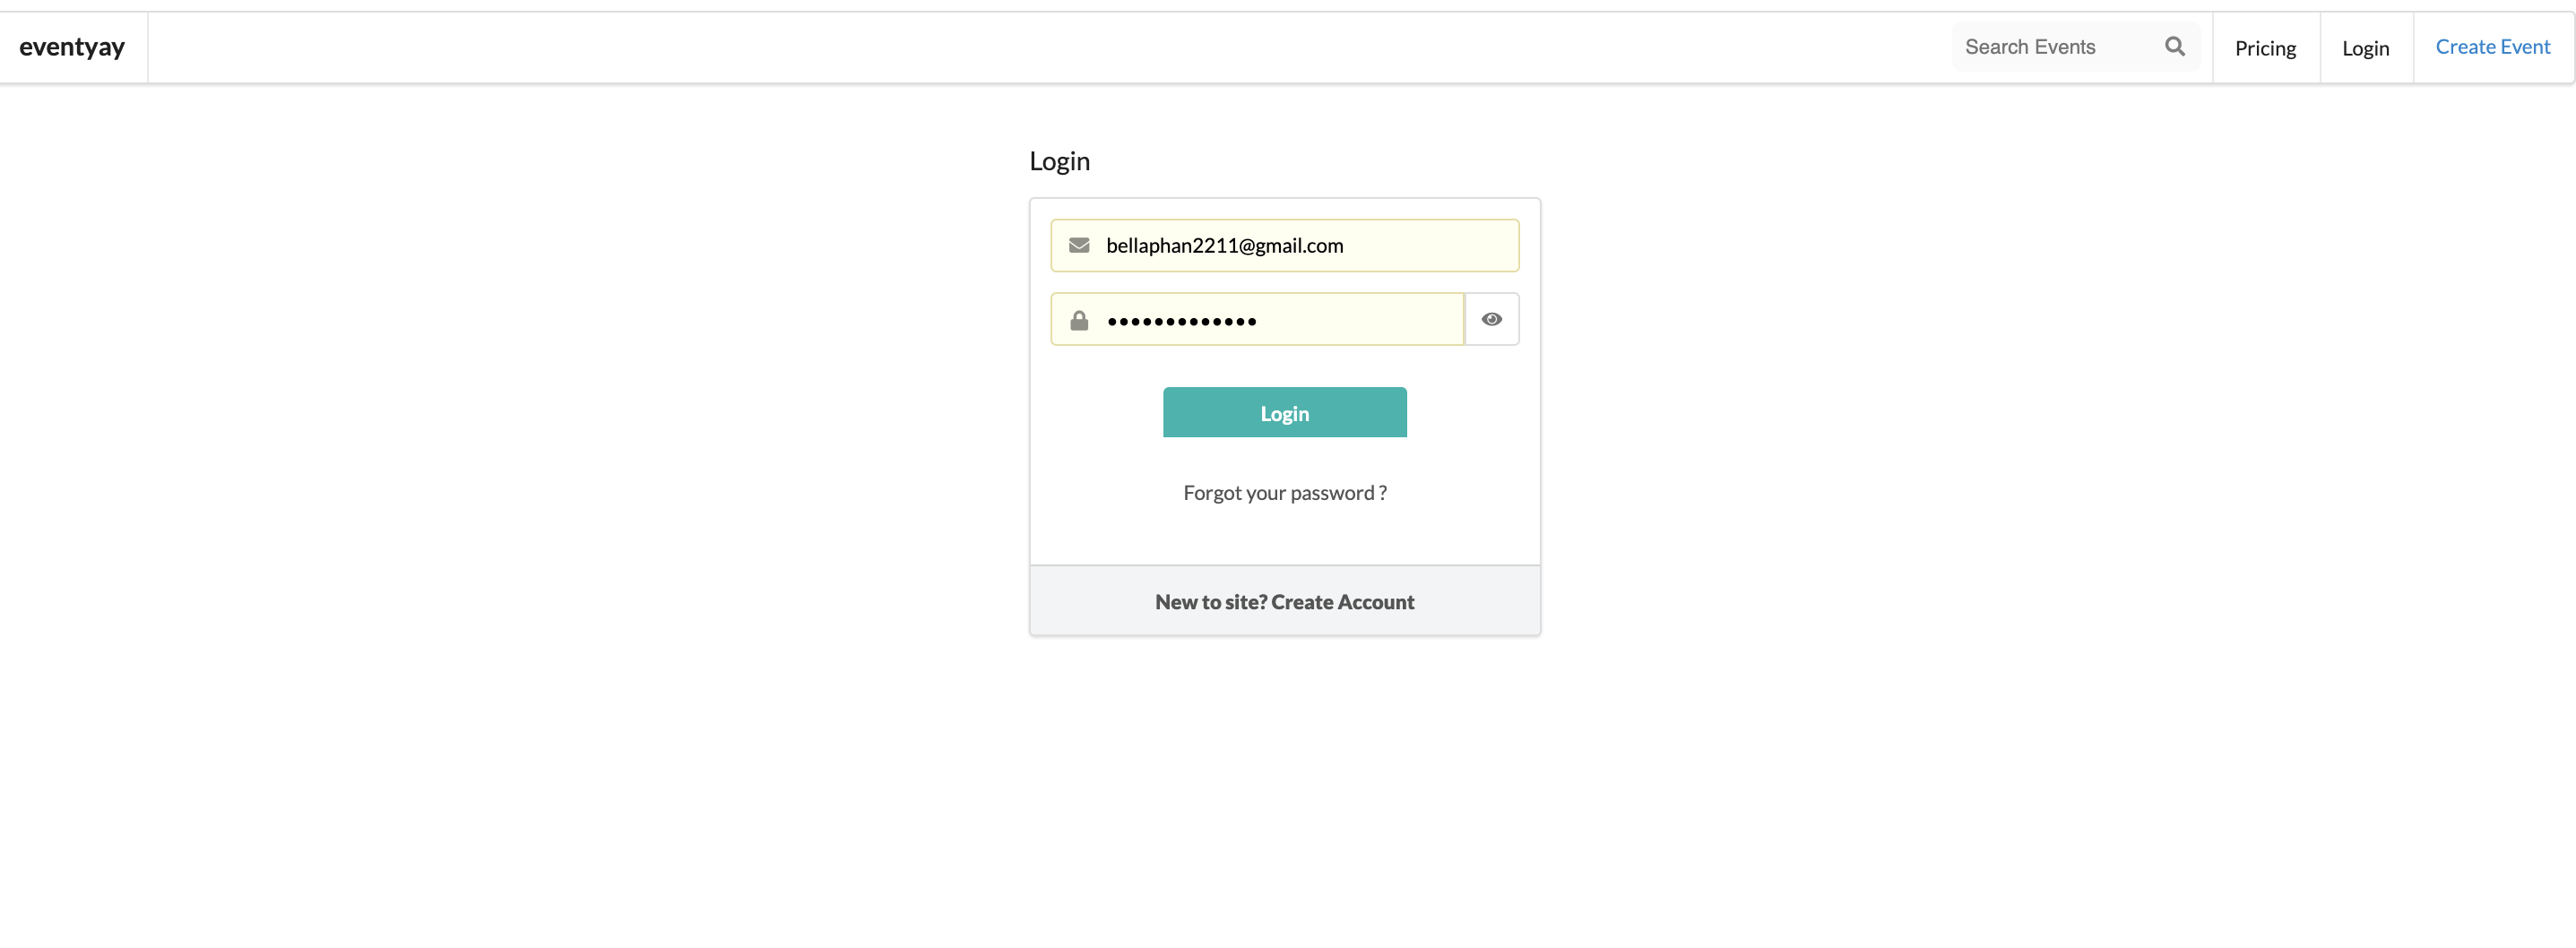 eventyay
Search Events
Pricing
Login
Create Event
Login
bellaphan2211@gmail.com
•••••••••••••
Login
Forgot your password ?
New to site? Create Account